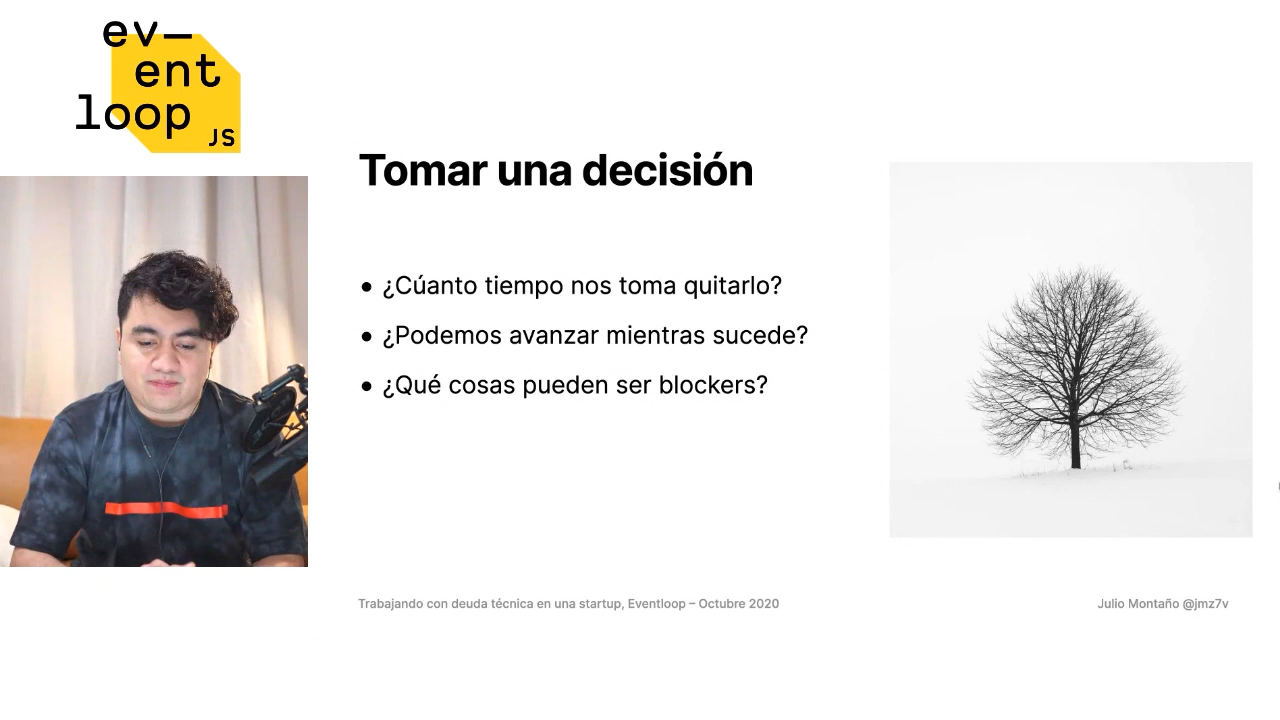 ev—
ent
loop
JS
Tomar una decisión
• ¿Cúanto tiempo nos toma quitarlo?
• ¿Podemos avanzar mientras sucede?
• ¿Qué cosas pueden ser blockers?
Trabajando con deuda técnica en una startup, Eventloop – Octubre 2020
Julio Montaño @jmz7v